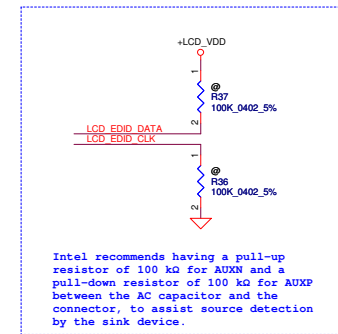 +LCD_VDD
1
@
R37
100K_0402_5%
2
LCD_EDID_DATA
LCD_EDID_CLK
1
@
R36
100K_0402_5%
2
Intel recommends having a pull-up
resistor of 100 kΩ for AUXN and a
pull-down resistor of 100 kΩ for AUXP
between the AC capacitor and the
connector, to assist source detection
by the sink device.